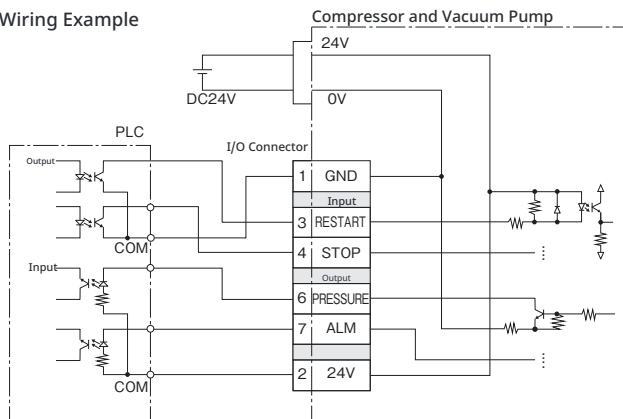 Wiring Example
Compressor and Vacuum Pump
24V
DC24V
0V
PLC
I/O Connector
Output
1 GND
Input
3 RESTART
COM
4 STOP
Output
Input
6 PRESSURE
7 ALM
2 24V
COM